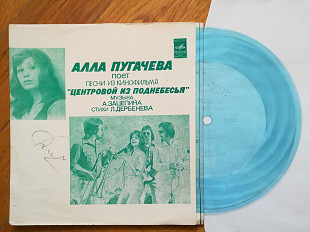 АЛЛА ПУГАЧЕВА
поет
ПЕСНИ ИЗ КИНОФИЛЬМА
"ЦЕНТРОВОЙ ИЗ ПОДНЕБЕСЬЯ"
МУЗЫКА
А.ЗАЦЕПИНА
СТИХИ Л.ДЕРБЕНЕВА